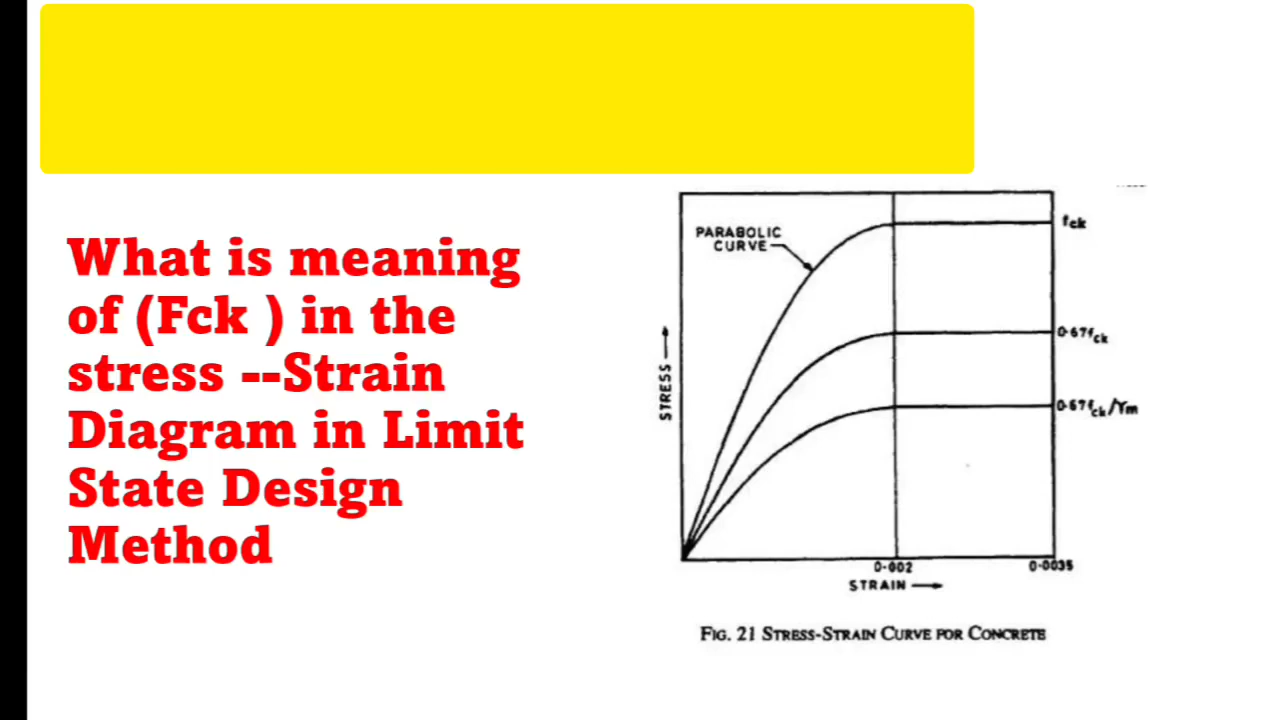 What is meaning
of (Fck ) in the
stress --Strain
Diagram in Limit
State Design
Method
PARABOLIC
CURVE
fck
0.67fck
0.67fck/γm
STRESS
0.002
0.0035
STRAIN
FIG. 21 STRESS-STRAIN CURVE FOR CONCRETE